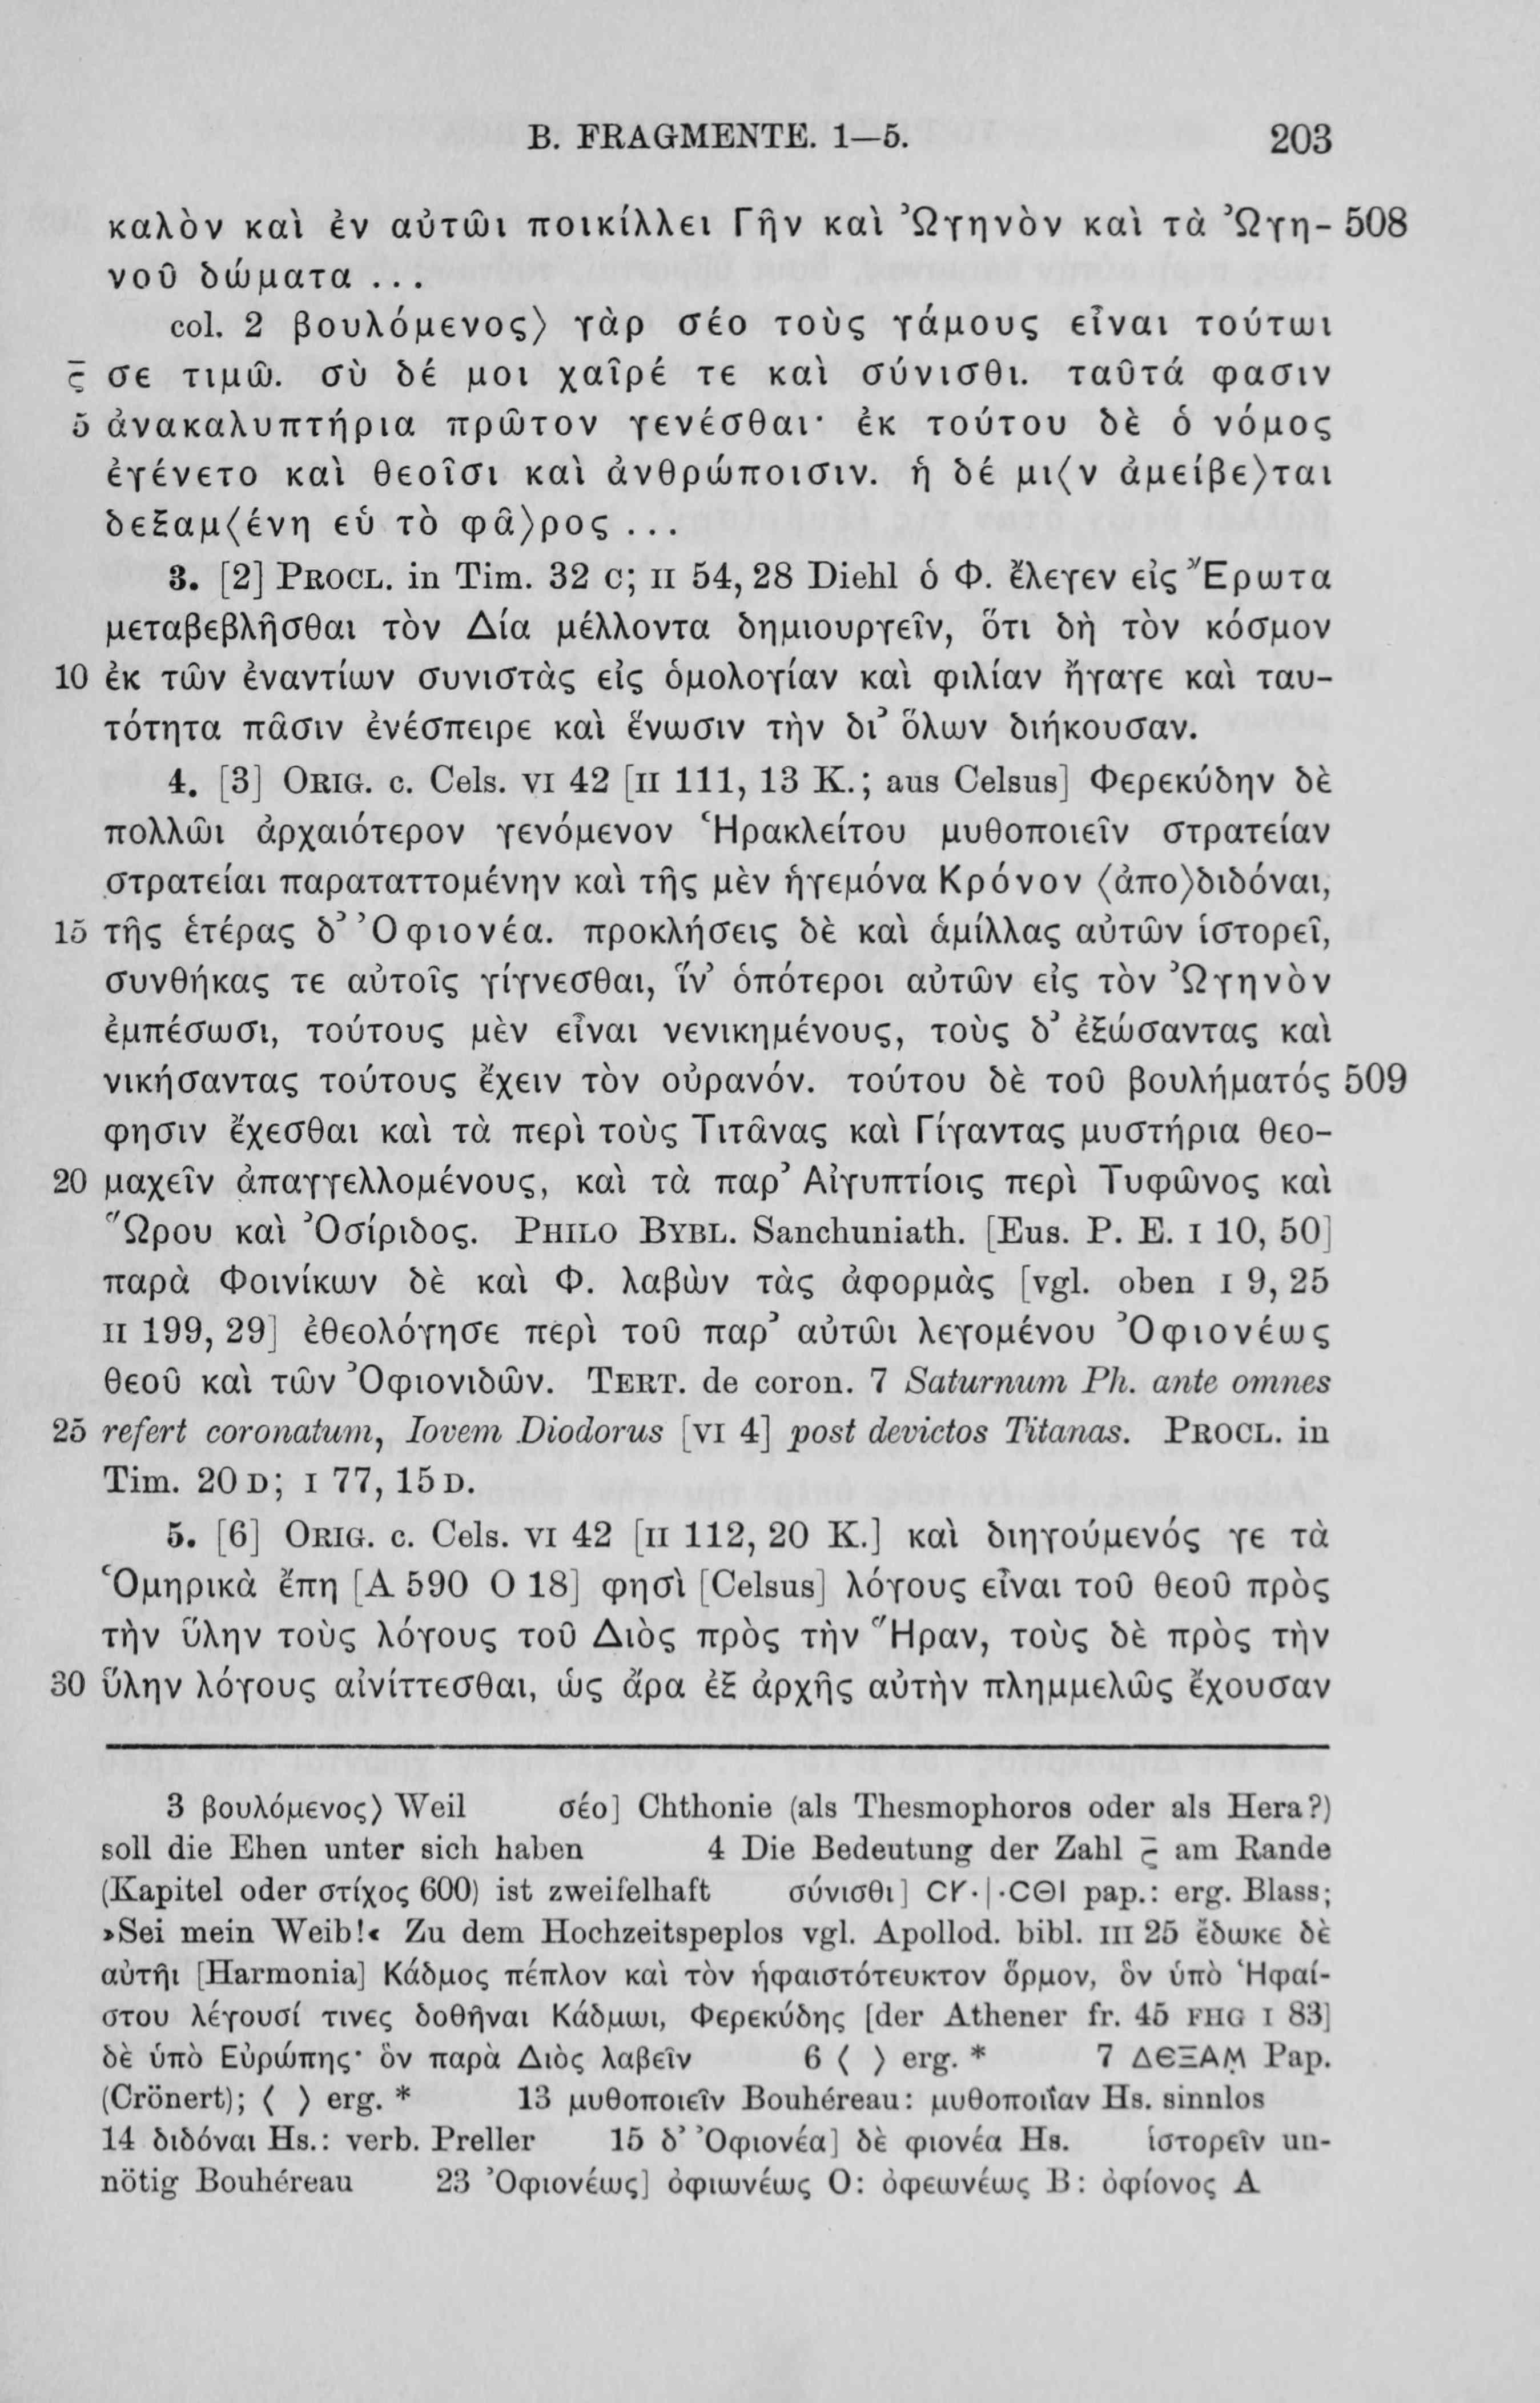 B. FRAGMENTE. 1—5. 203
καλὸν καὶ ἐν αὐτῶι ποικίλλει Γῆν καὶ Ὠγηνὸν καὶ τὰ Ὠγη- 508
νοῦ δώματα ...
col. 2 βουλόμενος⟩ γὰρ σέο τοὺς γάμους εἶναι τούτωι
ϛ̅ σε τιμῶ. σὺ δέ μοι χαῖρέ τε καὶ σύνισθι. ταῦτά φασιν
5 ἀνακαλυπτήρια πρῶτον γενέσθαι· ἐκ τούτου δὲ ὁ νόμος
ἐγένετο καὶ θεοῖσι καὶ ἀνθρώποισιν. ἡ δέ μι⟨ν ἀμείβε⟩ται
δεξαμ⟨ένη εὑ τὸ φᾶ⟩ρος ...
3. [2] PROCL. in Tim. 32 c; II 54, 28 Diehl ὁ Φ. ἔλεγεν εἰς Ἔρωτα
μεταβεβλῆσθαι τὸν Δία μέλλοντα δημιουργεῖν, ὅτι δὴ τὸν κόσμον
10 ἐκ τῶν ἐναντίων συνιστὰς εἰς ὁμολογίαν καὶ φιλίαν ἤγαγε καὶ ταυ-
τότητα πᾶσιν ἐνέσπειρε καὶ ἕνωσιν τὴν δι’ ὅλων διήκουσαν.
4. [3] ORIG. c. Cels. VI 42 [II 111, 13 K.; aus Celsus] Φερεκύδην δὲ
πολλῶι ἀρχαιότερον γενόμενον Ἡρακλείτου μυθοποιεῖν στρατείαν
στρατείαι παραταττομένην καὶ τῆς μὲν ἡγεμόνα Κρόνον ⟨ἀπο⟩διδόναι,
15 τῆς ἑτέρας δ’ Ὀφιονέα. προκλήσεις δὲ καὶ ἁμίλλας αὐτῶν ἱστορεῖ,
συνθήκας τε αὐτοῖς γίγνεσθαι, ἵν’ ὁπότεροι αὐτῶν εἰς τὸν Ὠγηνὸν
ἐμπέσωσι, τούτους μὲν εἶναι νενικημένους, τοὺς δ’ ἐξώσαντας καὶ
νικήσαντας τούτους ἔχειν τὸν οὐρανόν. τούτου δὲ τοῦ βουλήματός 509
φησιν ἔχεσθαι καὶ τὰ περὶ τοὺς Τιτᾶνας καὶ Γίγαντας μυστήρια θεο-
20 μαχεῖν ἀπαγγελλομένους, καὶ τὰ παρ’ Αἰγυπτίοις περὶ Τυφῶνος καὶ
Ὥρου καὶ Ὀσίριδος. PHILO BYBL. Sanchuniath. [Eus. P. E. I 10, 50]
παρὰ Φοινίκων δὲ καὶ Φ. λαβὼν τὰς ἀφορμὰς [vgl. oben I 9, 25
II 199, 29] ἐθεολόγησε περὶ τοῦ παρ’ αὐτῶι λεγομένου Ὀφιονέως
θεοῦ καὶ τῶν Ὀφιονιδῶν. TERT. de coron. 7 Saturnum Ph. ante omnes
25 refert coronatum, Iovem Diodorus [VI 4] post devictos Titanas. PROCL. in
Tim. 20 D; I 77, 15 D.
5. [6] ORIG. c. Cels. VI 42 [II 112, 20 K.] καὶ διηγούμενός γε τὰ
Ὁμηρικὰ ἔπη [Α 590 Ο 18] φησὶ [Celsus] λόγους εἶναι τοῦ θεοῦ πρὸς
τὴν ὕλην τοὺς λόγους τοῦ Διὸς πρὸς τὴν Ἥραν, τοὺς δὲ πρὸς τὴν
30 ὕλην λόγους αἰνίττεσθαι, ὡς ἄρα ἐξ ἀρχῆς αὐτὴν πλημμελῶς ἔχουσαν
3 βουλόμενος⟩ Weil σέο] Chthonie (als Thesmophoros oder als Hera?)
soll die Ehen unter sich haben 4 Die Bedeutung der Zahl ϛ̅ am Rande
(Kapitel oder στίχος 600) ist zweifelhaft σύνισθι] CΥ·|·CΘΙ pap.: erg. Blass;
»Sei mein Weib!« Zu dem Hochzeitspeplos vgl. Apollod. bibl. III 25 ἔδωκε δὲ
αὐτῆι [Harmonia] Κάδμος πέπλον καὶ τὸν ἡφαιστότευκτον ὅρμον, ὃν ὑπὸ Ἡφαί-
στου λέγουσί τινες δοθῆναι Κάδμωι, Φερεκύδης [der Athener fr. 45 FHG I 83]
δὲ ὑπὸ Εὐρώπης· ὃν παρὰ Διὸς λαβεῖν 6 ⟨ ⟩ erg. * 7 ΔЄΞΑΜ̣ Pap.
(Crönert); ⟨ ⟩ erg. * 13 μυθοποιεῖν Bouhéreau: μυθοποιΐαν Hs. sinnlos
14 διδόναι Hs.: verb. Preller 15 δ’ Ὀφιονέα] δὲ φιονέα Hs. ἱστορεῖν un-
nötig Bouhéreau 23 Ὀφιονέως] ὀφιωνέως O: ὀφεωνέως B: ὀφίονος A